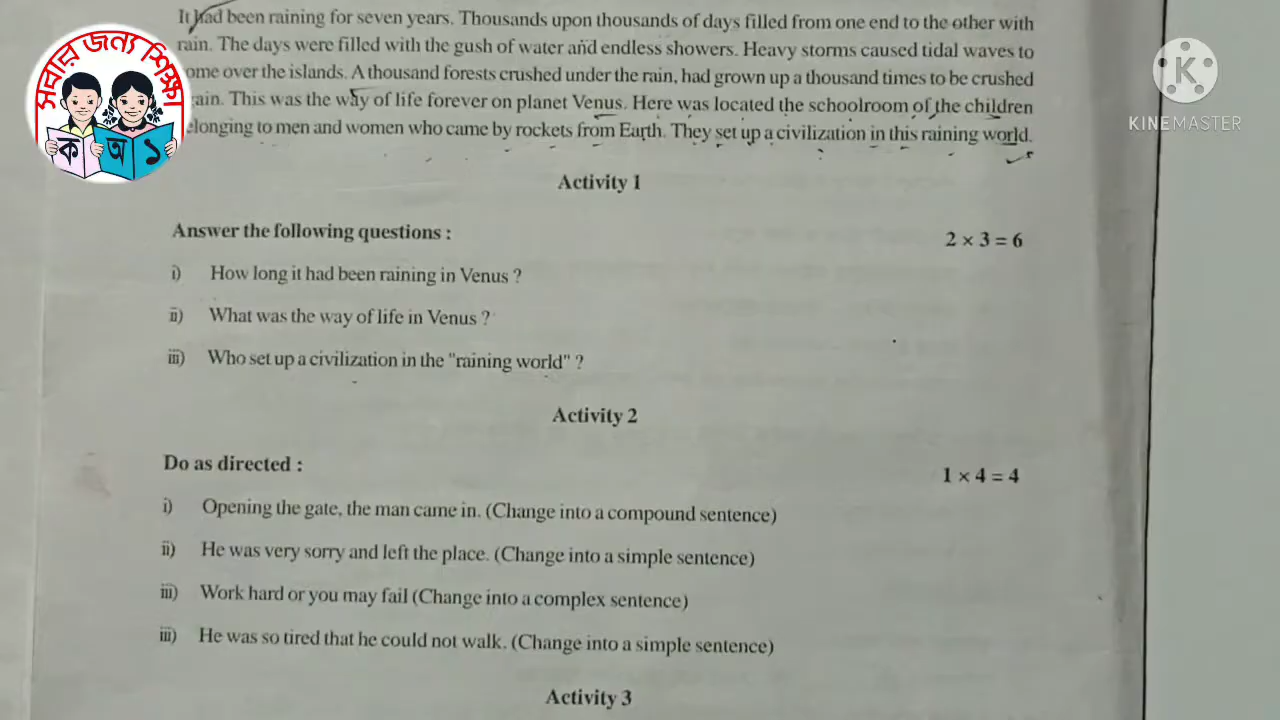 It had been raining for seven years. Thousands upon thousands of days filled from one end to the other with
rain. The days were filled with the gush of water and endless showers. Heavy storms caused tidal waves to
ome over the islands. A thousand forests crushed under the rain, had grown up a thousand times to be crushed
ain. This was the way of life forever on planet Venus. Here was located the schoolroom of the children
elonging to men and women who came by rockets from Earth. They set up a civilization in this raining world.
সবার জন্য শিক্ষা
ক অ ১
K
KINEMASTER
Activity 1
Answer the following questions :
2 × 3 = 6
i) How long it had been raining in Venus ?
ii) What was the way of life in Venus ?
iii) Who set up a civilization in the "raining world" ?
Activity 2
Do as directed :
1 × 4 = 4
i) Opening the gate, the man came in. (Change into a compound sentence)
ii) He was very sorry and left the place. (Change into a simple sentence)
iii) Work hard or you may fail (Change into a complex sentence)
iii) He was so tired that he could not walk. (Change into a simple sentence)
Activity 3